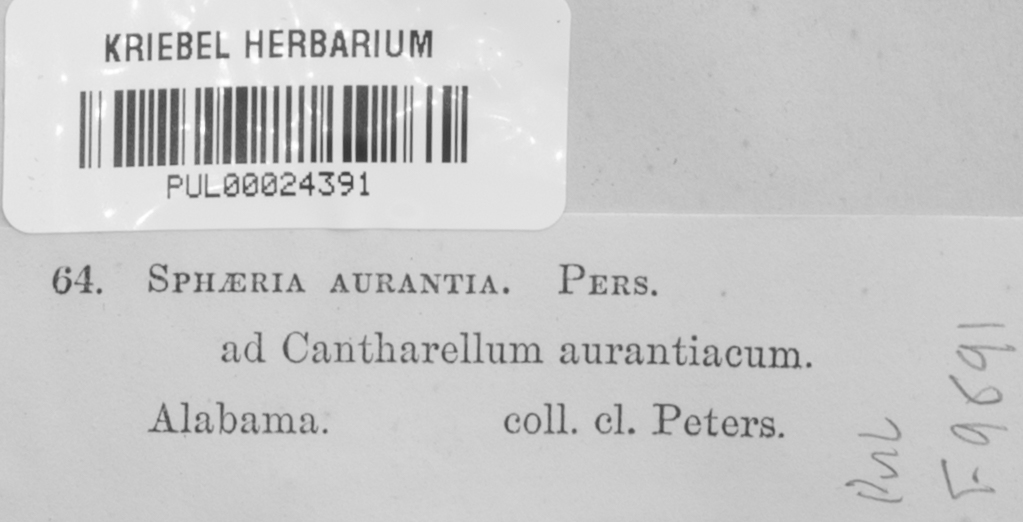 KRIEBEL HERBARIUM
PUL00024391
64. SPHÆRIA AURANTIA. PERS.
ad Cantharellum aurantiacum.
Alabama. coll. cl. Peters.
PUL
F9691